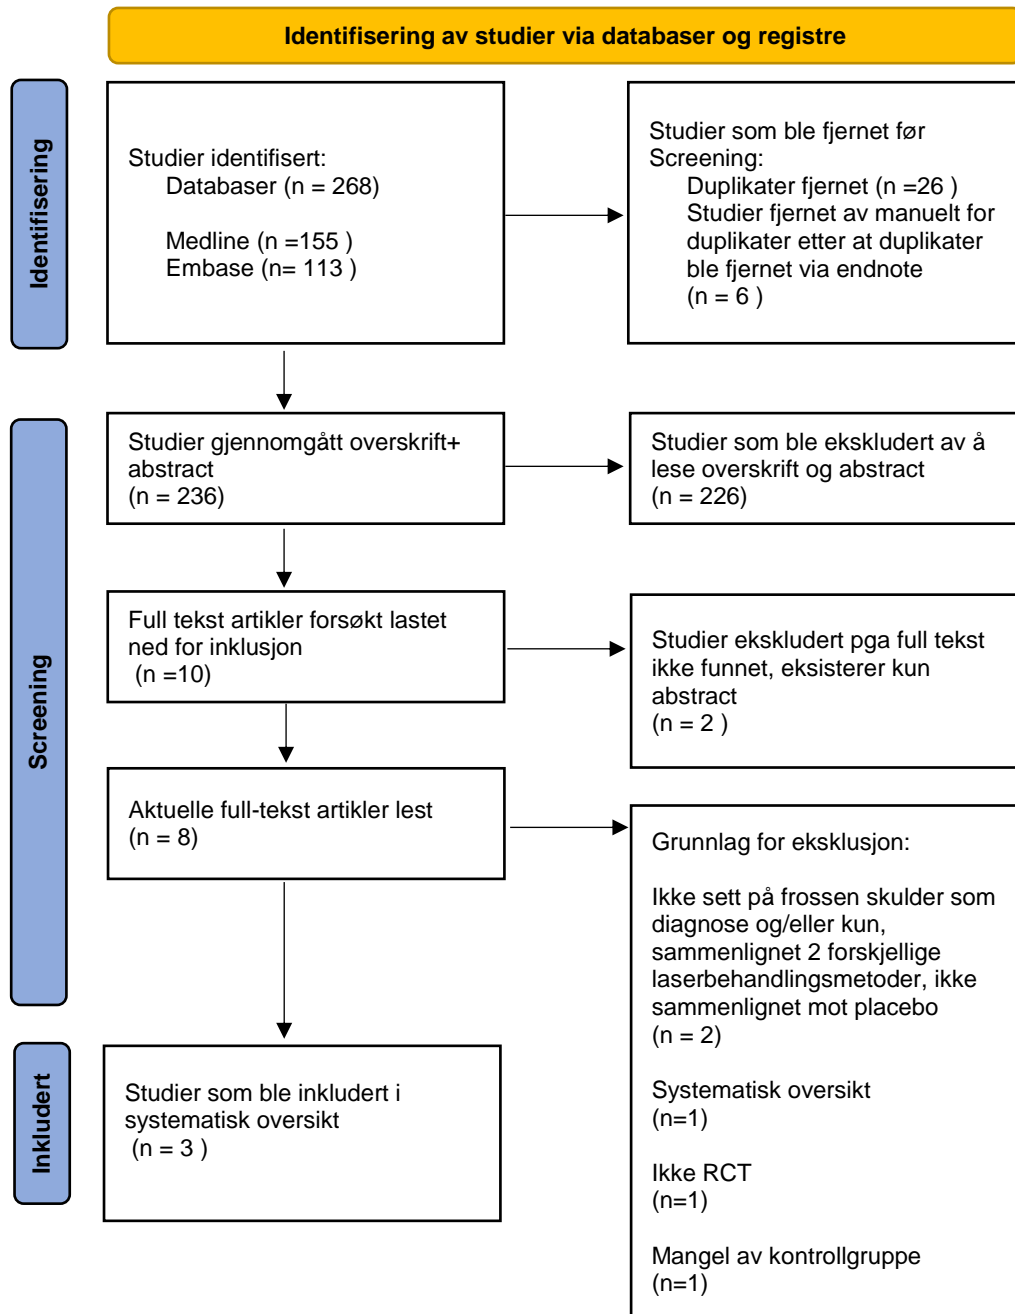 Identifisering av studier via databaser og registre
Identifisering
Studier identifisert:
Databaser (n = 268)
Medline (n =155 )
Embase (n= 113 )
Studier som ble fjernet før
Screening:
Duplikater fjernet (n =26 )
Studier fjernet av manuelt for
duplikater etter at duplikater
ble fjernet via endnote
(n = 6 )
Screening
Studier gjennomgått overskrift+
abstract
(n = 236)
Studier som ble ekskludert av å
lese overskrift og abstract
(n = 226)
Full tekst artikler forsøkt lastet
ned for inklusjon
(n =10)
Studier ekskludert pga full tekst
ikke funnet, eksisterer kun
abstract
(n = 2 )
Aktuelle full-tekst artikler lest
(n = 8)
Grunnlag for eksklusjon:
Ikke sett på frossen skulder som
diagnose og/eller kun,
sammenlignet 2 forskjellige
laserbehandlingsmetoder, ikke
sammenlignet mot placebo
(n = 2)
Systematisk oversikt
(n=1)
Ikke RCT
(n=1)
Mangel av kontrollgruppe
(n=1)
Inkludert
Studier som ble inkludert i
systematisk oversikt
(n = 3 )